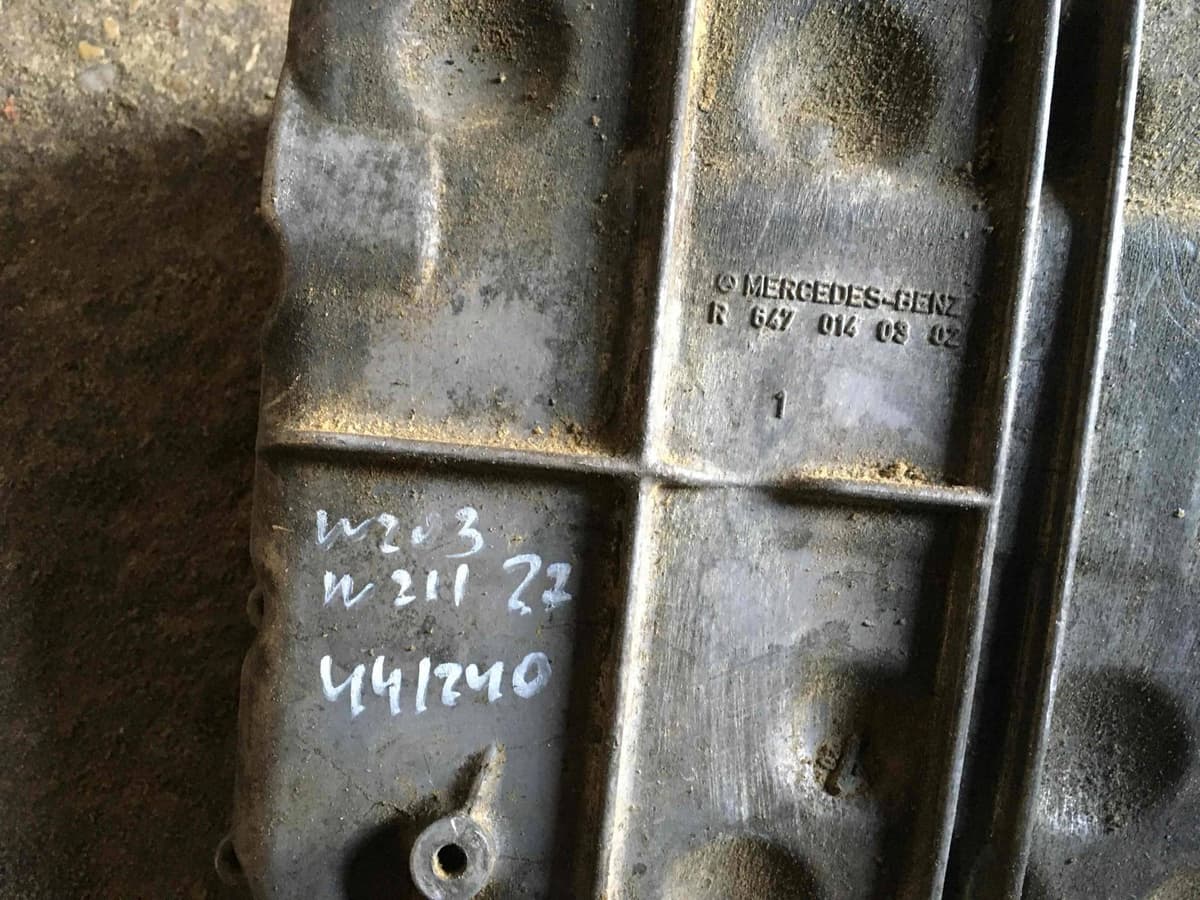 MERCEDES-BENZ
R 647 014 03 02
1
W203
W211 22
441240